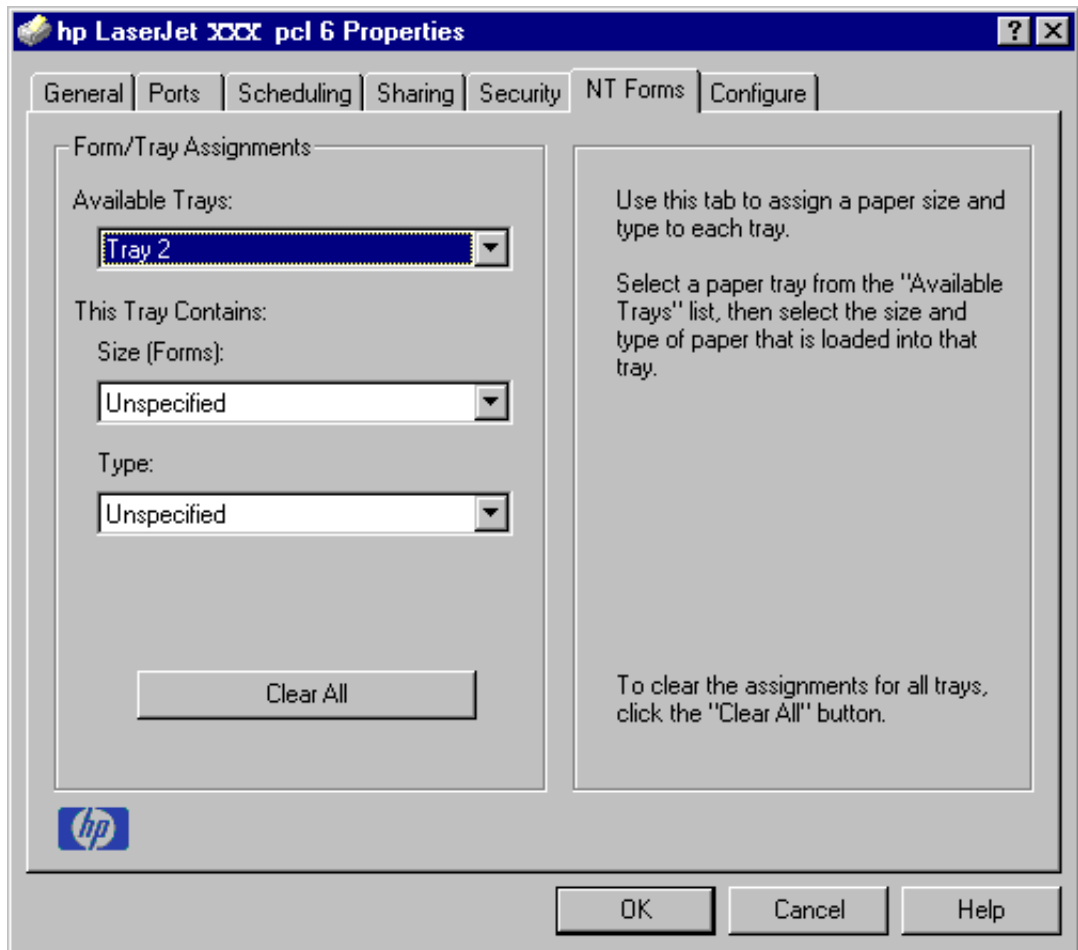 hp LaserJet XXX pcl 6 Properties
General
Ports
Scheduling
Sharing
Security
NT Forms
Configure
Form/Tray Assignments
Available Trays:
Tray 2
This Tray Contains:
Size (Forms):
Unspecified
Type:
Unspecified
Clear All
Use this tab to assign a paper size and
type to each tray.
Select a paper tray from the "Available
Trays" list, then select the size and
type of paper that is loaded into that
tray.
To clear the assignments for all trays,
click the "Clear All" button.
hp
OK
Cancel
Help